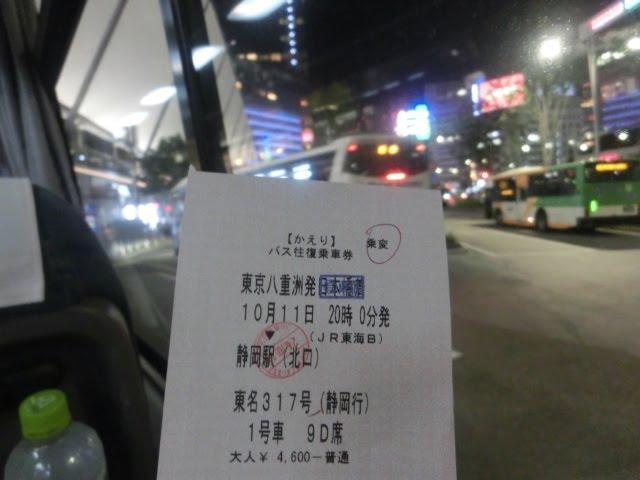 【かえり】 乗変
バス往復乗車券
東京八重洲発 日本橋発
10月11日 20時 0分発
▼ (JR東海B)
静岡駅(北口)
東名317号 (静岡行)
1号車 9D席
大人¥ 4,600-普通